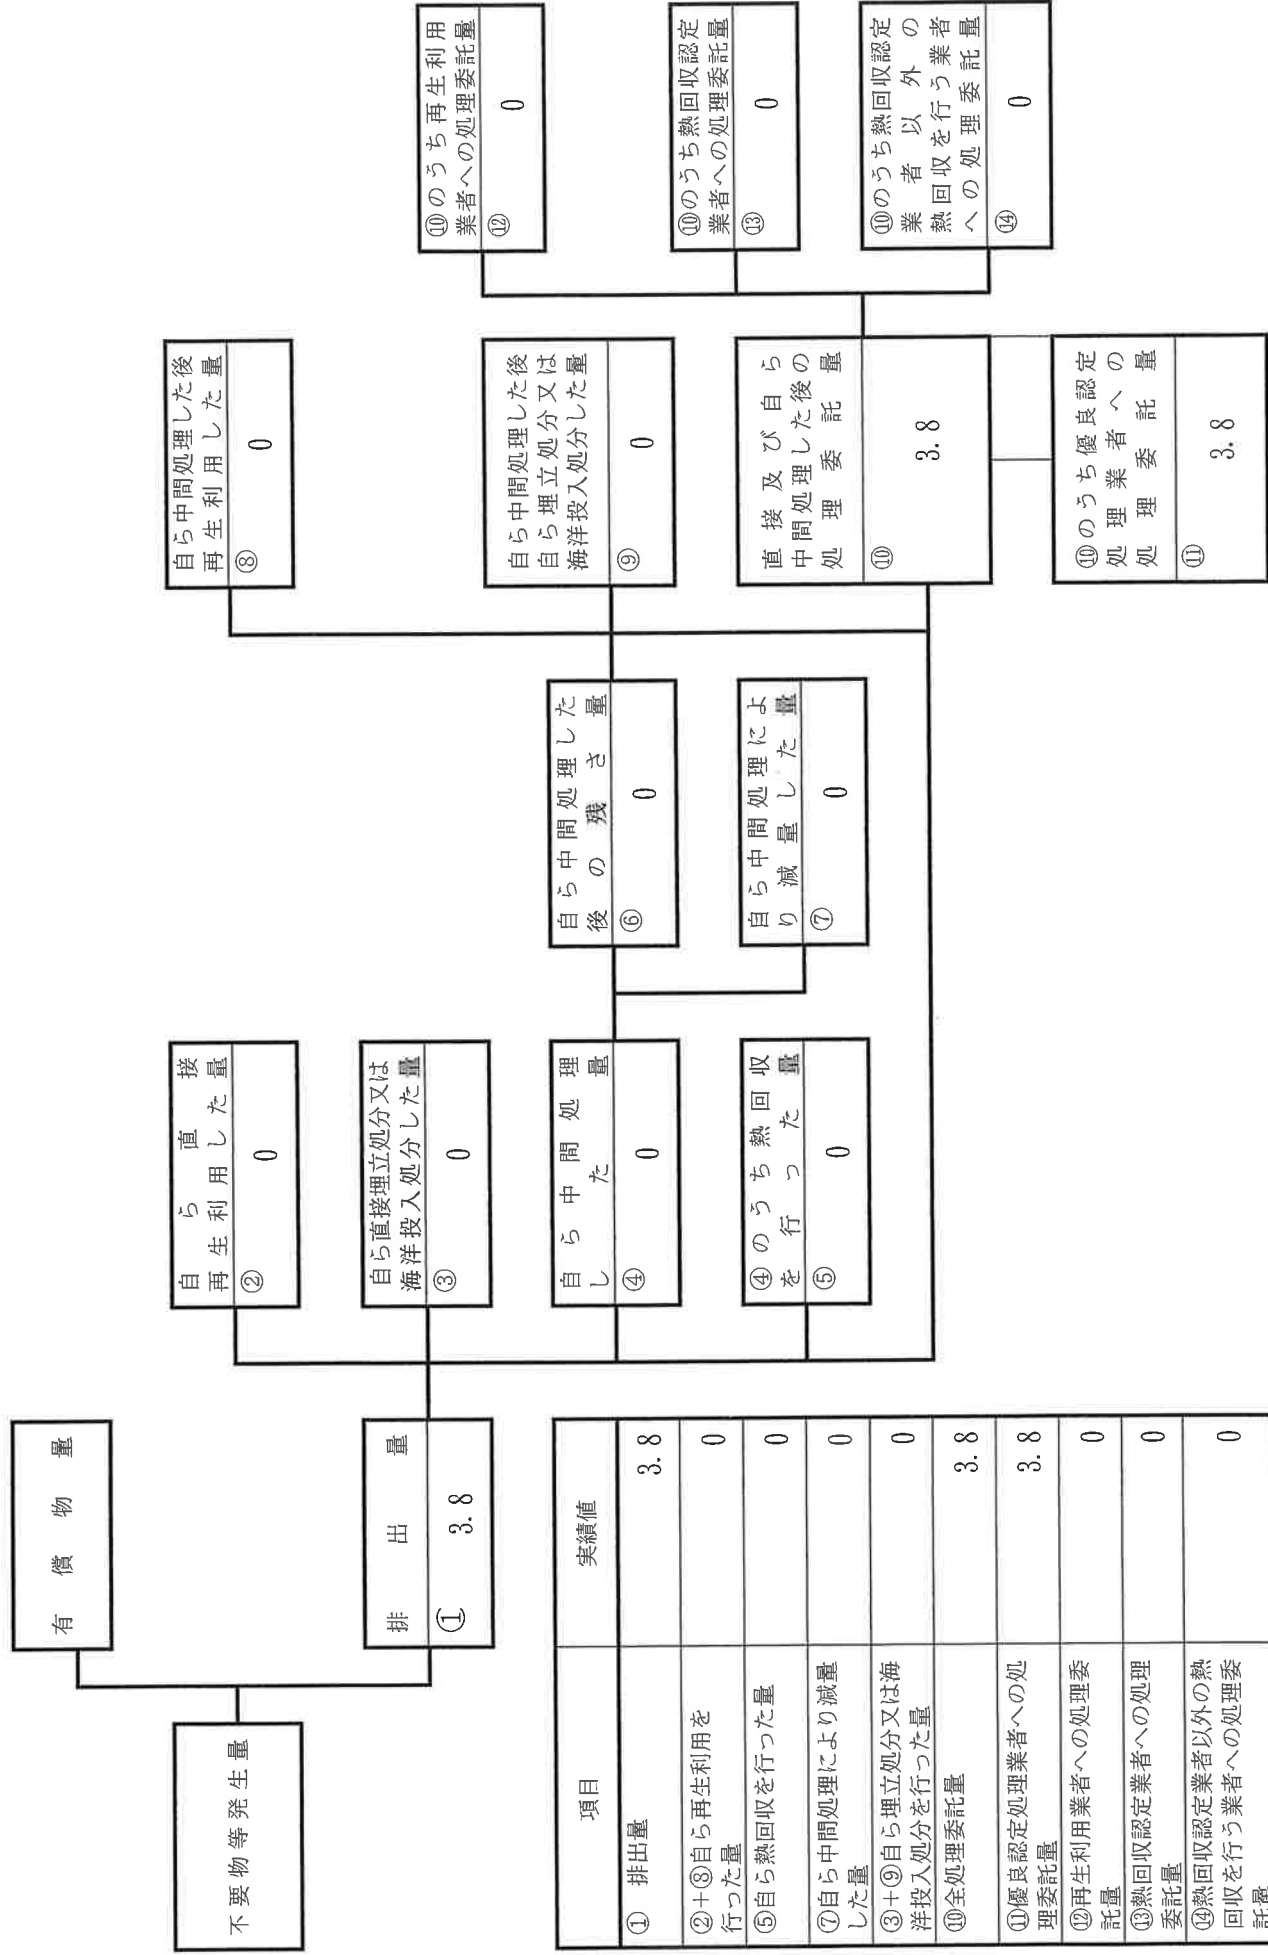 不要物等発生量
有償物量
排出量
① 3.8
自ら直接
再生利用した量
② 0
自ら直接埋立処分又は
海洋投入処分した量
③ 0
自ら中間処理
した量
④ 0
④のうち熱回収
を行った量
⑤ 0
自ら中間処理した
後の残さ量
⑥ 0
自ら中間処理によ
り減量した量
⑦ 0
自ら中間処理した後
再生利用した量
⑧ 0
自ら中間処理した後
自ら埋立処分又は
海洋投入処分した量
⑨ 0
直接及び自ら
中間処理した後の
処理委託量
⑩ 3.8
⑩のうち優良認定
処理業者への
処理委託量
⑪ 3.8
⑩のうち再生利用
業者への処理委託量
⑫ 0
⑩のうち熱回収認定
業者への処理委託量
⑬ 0
⑩のうち熱回収認定
業者以外の
熱回収を行う業者
への処理委託量
⑭ 0
項目 実績値
① 排出量 3.8
②+⑧自ら再生利用を
行った量 0
⑤自ら熱回収を行った量 0
⑦自ら中間処理により減量
した量 0
③+⑨自ら埋立処分又は海
洋投入処分を行った量 0
⑩全処理委託量 3.8
⑪優良認定処理業者への処
理委託量 3.8
⑫再生利用業者への処理委
託量 0
⑬熱回収認定業者への処理
委託量 0
⑭熱回収認定業者以外の熱
回収を行う業者への処理委
託量 0